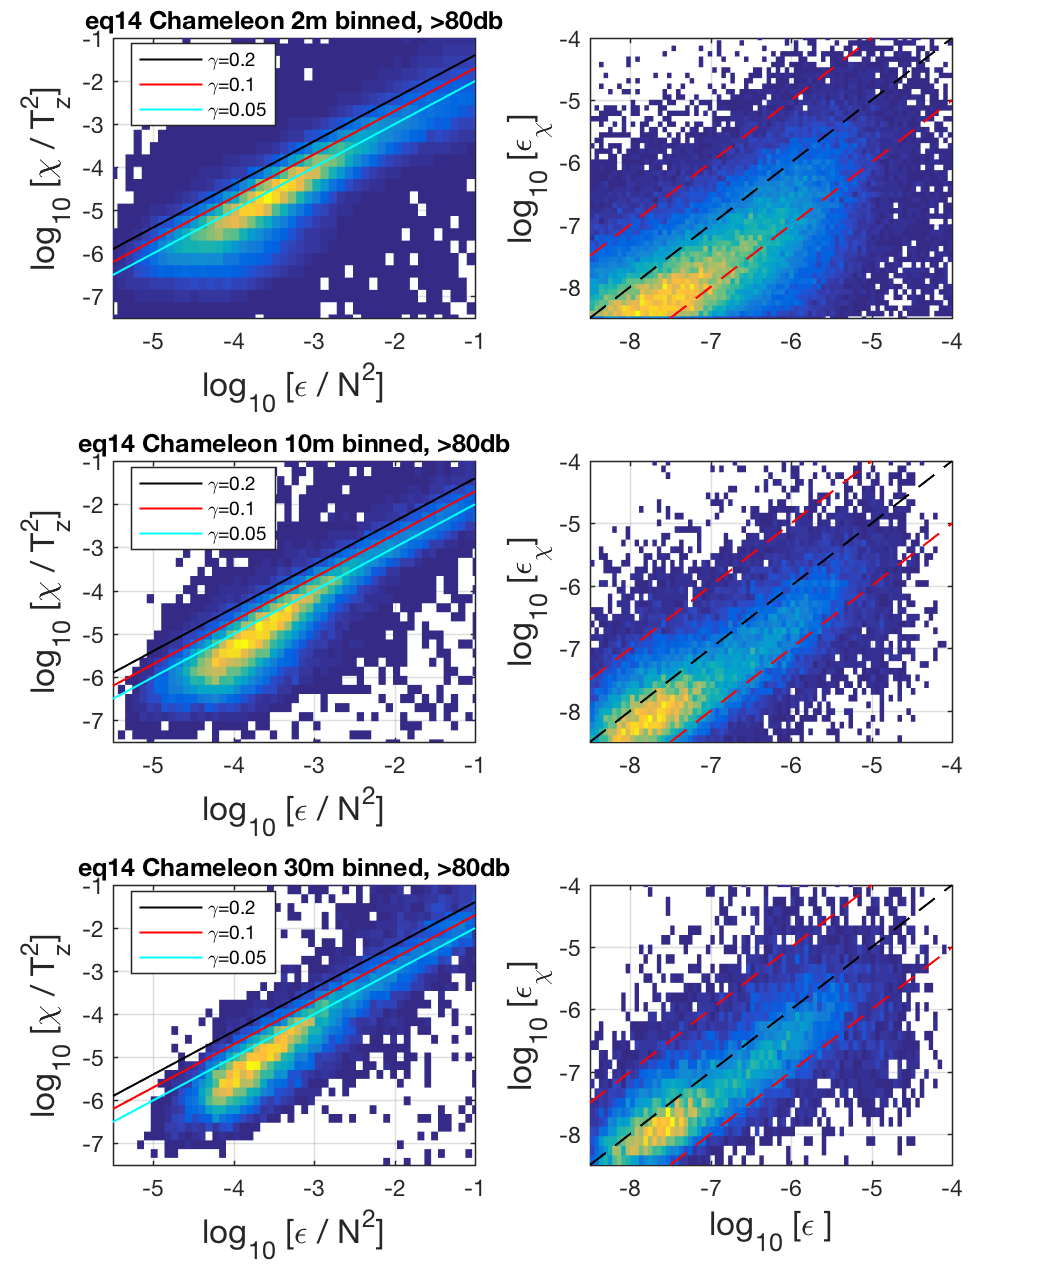 eq14 Chameleon 2m binned, >80db
-1
-2
-3
-4
-5
-6
-7
log10 [χ / T2z]
γ=0.2
γ=0.1
γ=0.05
-5 -4 -3 -2 -1
log10 [ϵ / N2]
-4
-5
-6
-7
-8
log10 [ϵχ]
-8 -7 -6 -5 -4
eq14 Chameleon 10m binned, >80db
-1
-2
-3
-4
-5
-6
-7
log10 [χ / T2z]
γ=0.2
γ=0.1
γ=0.05
-5 -4 -3 -2 -1
log10 [ϵ / N2]
-4
-5
-6
-7
-8
log10 [ϵχ]
-8 -7 -6 -5 -4
eq14 Chameleon 30m binned, >80db
-1
-2
-3
-4
-5
-6
-7
log10 [χ / T2z]
γ=0.2
γ=0.1
γ=0.05
-5 -4 -3 -2 -1
log10 [ϵ / N2]
-4
-5
-6
-7
-8
log10 [ϵχ]
-8 -7 -6 -5 -4
log10 [ϵ ]